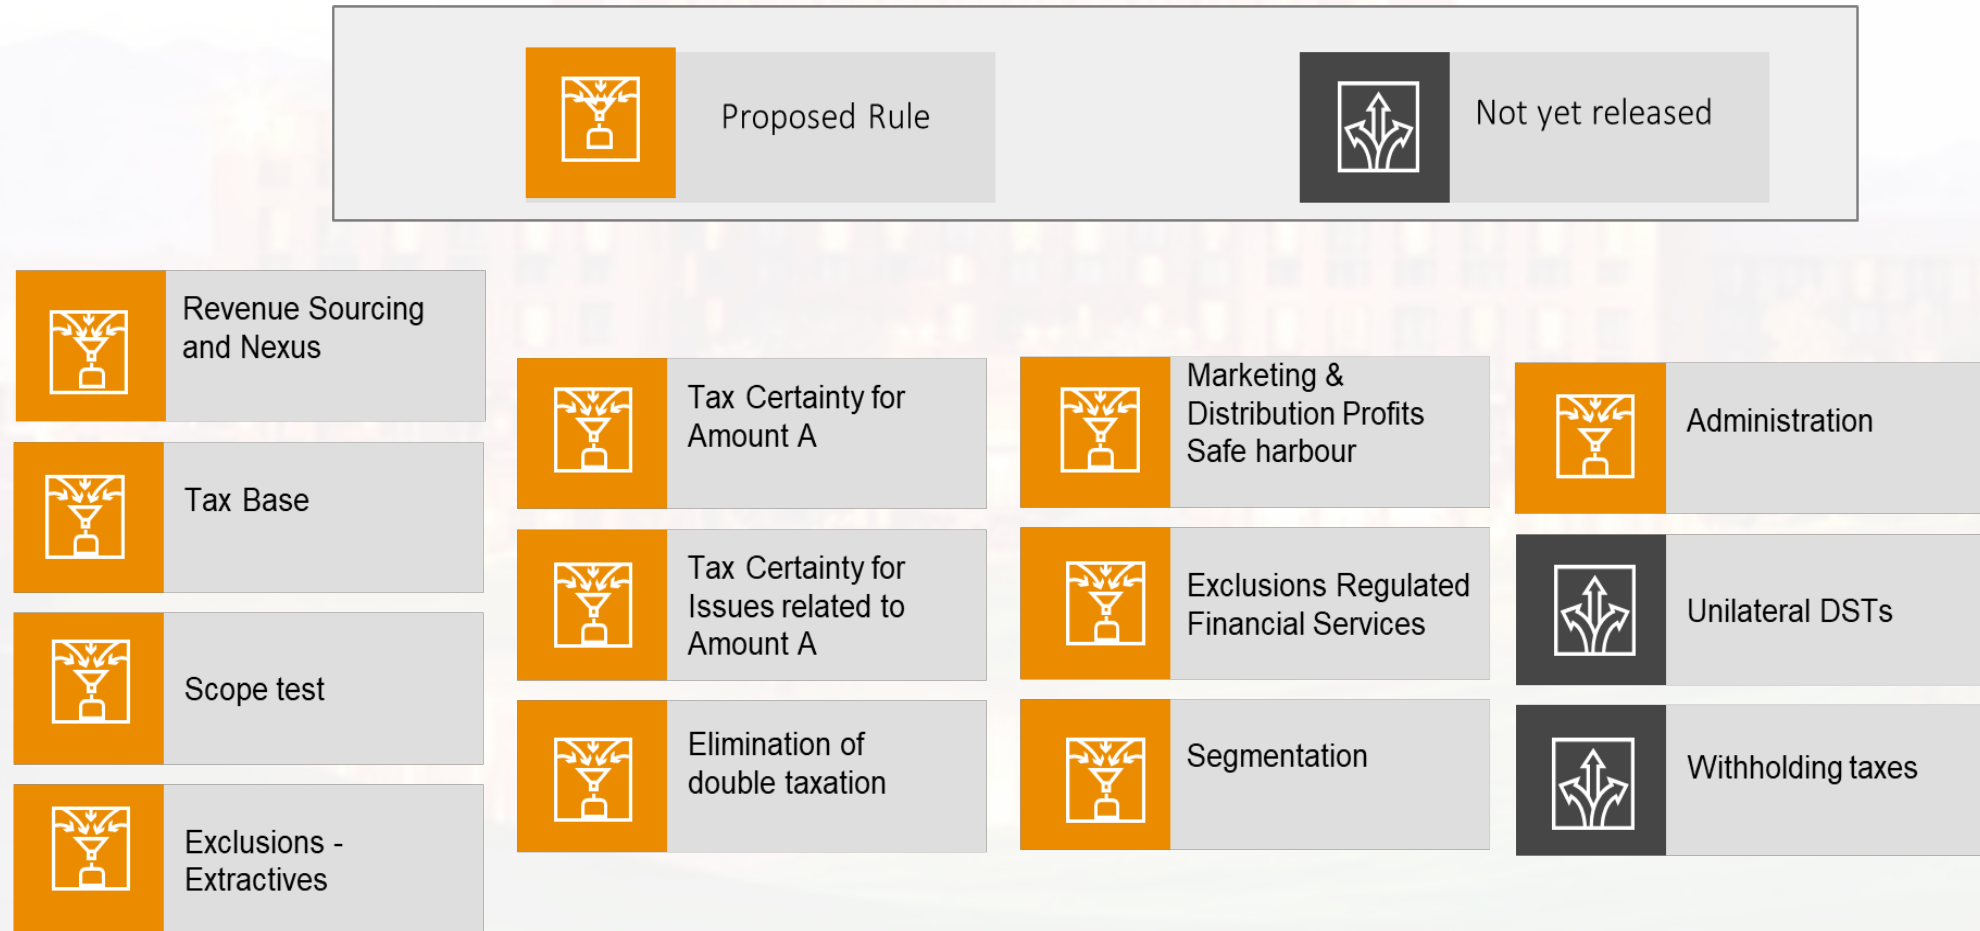 Proposed Rule
Not yet released
Revenue Sourcing
and Nexus
Tax Base
Scope test
Exclusions -
Extractives
Tax Certainty for
Amount A
Tax Certainty for
Issues related to
Amount A
Elimination of
double taxation
Marketing &
Distribution Profits
Safe harbour
Exclusions Regulated
Financial Services
Segmentation
Administration
Unilateral DSTs
Withholding taxes